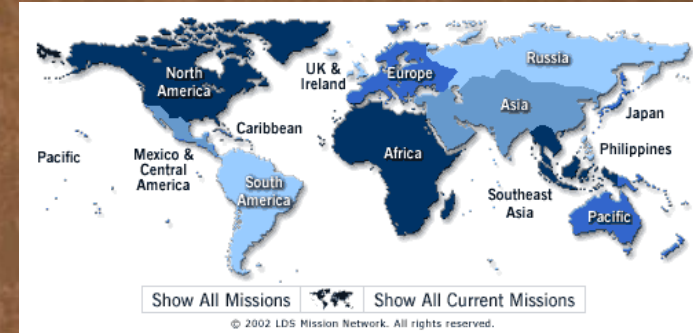 Russia
North
America
UK &
Ireland
Europe
Asia
Japan
Caribbean
Philippines
Pacific
Mexico &
Central
America
Africa
South
America
Southeast
Asia
Pacific
Show All Missions
Show All Current Missions
© 2002 LDS Mission Network. All rights reserved.